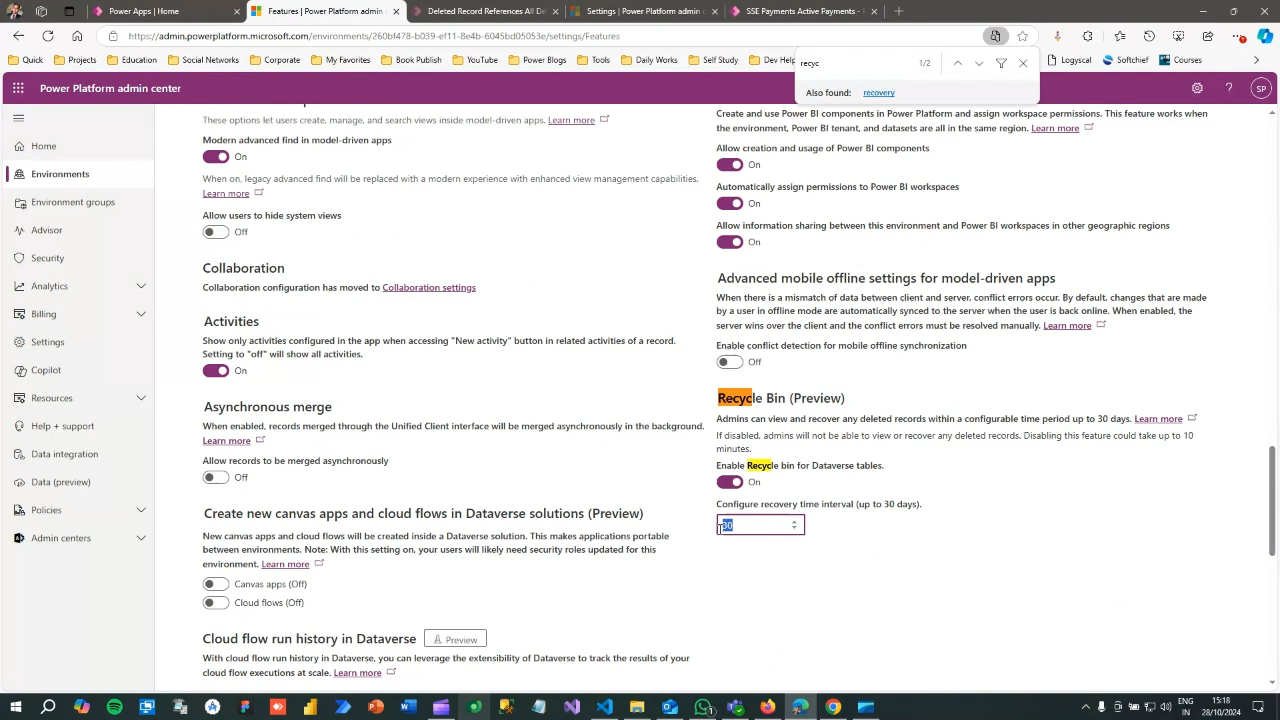 Power Apps | Home
Features | Power Platform admin c
Deleted Record References All De
Settings | Power Platform admin c
SSE Payments Active Payments -
https://admin.powerplatform.microsoft.com/environments/260bf478-b039-ef11-8e4b-6045bd05053e/settings/Features
Quick
Projects
Education
Social Networks
Corporate
My Favorites
Book Publish
YouTube
Power Blogs
Tools
Daily Works
Self Study
Dev Help
Logyscal
Softchief
Courses
recyc
1/2
Also found: recovery
Power Platform admin center
SP
Home
Environments
Environment groups
Advisor
Security
Analytics
Billing
Settings
Copilot
Resources
Help + support
Data integration
Data (preview)
Policies
Admin centers
These options let users create, manage, and search views inside model-driven apps. Learn more
Modern advanced find in model-driven apps
On
When on, legacy advanced find will be replaced with a modern experience with enhanced view management capabilities.
Learn more
Allow users to hide system views
Off
Collaboration
Collaboration configuration has moved to Collaboration settings
Activities
Show only activities configured in the app when accessing "New activity" button in related activities of a record.
Setting to "off" will show all activities.
On
Asynchronous merge
When enabled, records merged through the Unified Client interface will be merged asynchronously in the background.
Learn more
Allow records to be merged asynchronously
Off
Create new canvas apps and cloud flows in Dataverse solutions (Preview)
New canvas apps and cloud flows will be created inside a Dataverse solution. This makes applications portable
between environments. Note: With this setting on, your users will likely need security roles updated for this
environment. Learn more
Canvas apps (Off)
Cloud flows (Off)
Cloud flow run history in Dataverse
Preview
With cloud flow run history in Dataverse, you can leverage the extensibility of Dataverse to track the results of your
cloud flow executions at scale. Learn more
Create and use Power BI components in Power Platform and assign workspace permissions. This feature works when
the environment, Power BI tenant, and datasets are all in the same region. Learn more
Allow creation and usage of Power BI components
On
Automatically assign permissions to Power BI workspaces
On
Allow information sharing between this environment and Power BI workspaces in other geographic regions
On
Advanced mobile offline settings for model-driven apps
When there is a mismatch of data between client and server, conflict errors occur. By default, changes that are made
by a user in offline mode are automatically synced to the server when the user is back online. When enabled, the
server wins over the client and the conflict errors must be resolved manually. Learn more
Enable conflict detection for mobile offline synchronization
Off
Recycle Bin (Preview)
Admins can view and recover any deleted records within a configurable time period up to 30 days. Learn more
If disabled, admins will not be able to view or recover any deleted records. Disabling this feature could take up to 10
minutes.
Enable Recycle bin for Dataverse tables.
On
Configure recovery time interval (up to 30 days).
30
ENG
IN
15:18
28/10/2024